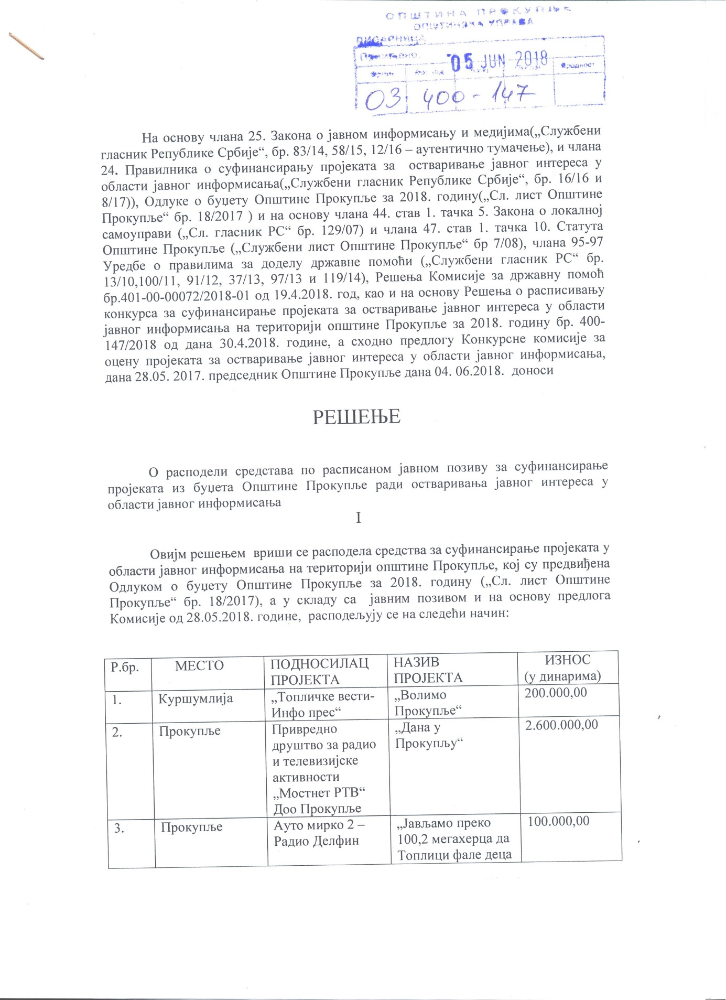 ОПШТИНА ПРОКУПЉЕ
ОПШТИНСКА УПРАВА
ПИСАРНИЦА
Примљено: 05 JUN 2018
Вредност
03 400-147
На основу члана 25. Закона о јавном информисању и медијима(„Службени
гласник Републике Србије“, бр. 83/14, 58/15, 12/16 – аутентично тумачење), и члана
24. Правилника о суфинансирању пројеката за остваривање јавног интереса у
области јавног информисања(„Службени гласник Републике Србије“, бр. 16/16 и
8/17)), Одлуке о буџету Општине Прокупље за 2018. годину(„Сл. лист Општине
Прокупље“ бр. 18/2017 ) и на основу члана 44. став 1. тачка 5. Закона о локалној
самоуправи („Сл. гласник РС“ бр. 129/07) и члана 47. став 1. тачка 10. Статута
Општине Прокупље („Службени лист Општине Прокупље“ бр 7/08), члана 95-97
Уредбе о правилима за доделу државне помоћи („Службени гласник РС“ бр.
13/10,100/11, 91/12, 37/13, 97/13 и 119/14), Решења Комисије за државну помоћ
бр.401-00-00072/2018-01 од 19.4.2018. год, као и на основу Решења о расписивању
конкурса за суфинансирање пројеката за остваривање јавног интереса у области
јавног информисања на територији општине Прокупље за 2018. годину бр. 400-
147/2018 од дана 30.4.2018. године, а сходно предлогу Конкурсне комисије за
оцену пројеката за остваривање јавног интереса у области јавног информисања,
дана 28.05. 2017. председник Општине Прокупље дана 04. 06.2018. доноси
РЕШЕЊЕ
О расподели средстава по расписаном јавном позиву за суфинансирање
пројеката из буџета Општине Прокупље ради остваривања јавног интереса у
области јавног информисања
I
Овијм решењем вриши се расподела средства за суфинансирање пројеката у
области јавног информисања на територији општине Прокупље, кој су предвиђена
Одлуком о буџету Општине Прокупље за 2018. годину („Сл. лист Општине
Прокупље“ бр. 18/2017), а у складу са јавним позивом и на основу предлога
Комисије од 28.05.2018. године, расподељују се на следећи начин:
Р.бр. МЕСТО ПОДНОСИЛАЦ НАЗИВ ИЗНОС
ПРОЈЕКТА ПРОЈЕКТА (у динарима)
1. Куршумлија „Топличке вести- „Волимо 200.000,00
Инфо прес“ Прокупље“
2. Прокупље Привредно „Дана у 2.600.000,00
друштво за радио Прокупљу“
и телевизијске
активности
„Мостнет РТВ“
Доо Прокупље
3. Прокупље Ауто мирко 2 – „Јављамо преко 100.000,00
Радио Делфин 100,2 мегахерца да
Топлици фале деца